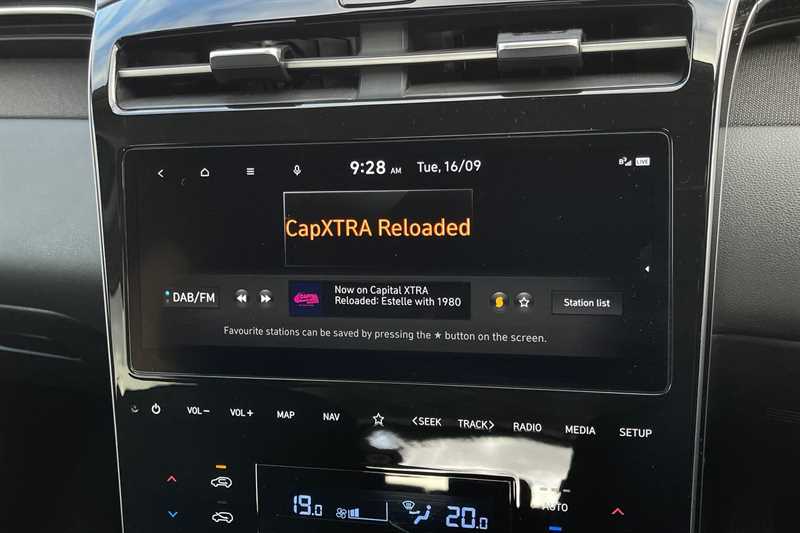 9:28 AM Tue, 16/09 LIVE
CapXTRA Reloaded
DAB/FM
Now on Capital XTRA
Reloaded: Estelle with 1980
Station list
Favourite stations can be saved by pressing the ★ button on the screen.
VOL− VOL+ MAP NAV <SEEK TRACK> RADIO MEDIA SETUP
19.0 20.0 AUTO